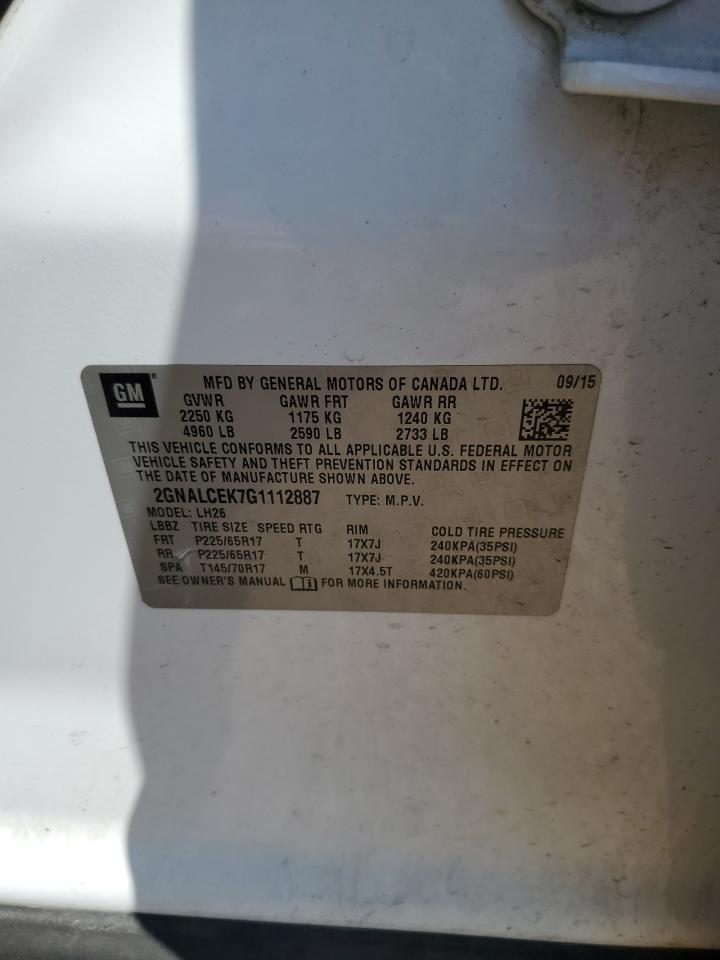 GM ® MFD BY GENERAL MOTORS OF CANADA LTD. 09/15
GVWR GAWR FRT GAWR RR
2250 KG 1175 KG 1240 KG
4960 LB 2590 LB 2733 LB
THIS VEHICLE CONFORMS TO ALL APPLICABLE U.S. FEDERAL MOTOR
VEHICLE SAFETY AND THEFT PREVENTION STANDARDS IN EFFECT ON
THE DATE OF MANUFACTURE SHOWN ABOVE.
2GNALCEK7G1112887 TYPE: M.P.V.
MODEL: LH26
LBBZ TIRE SIZE SPEED RTG RIM COLD TIRE PRESSURE
FRT P225/65R17 T 17X7J 240KPA(35PSI)
RR P225/65R17 T 17X7J 240KPA(35PSI)
SPA T145/70R17 M 17X4.5T 420KPA(60PSI)
SEE OWNER'S MANUAL FOR MORE INFORMATION.